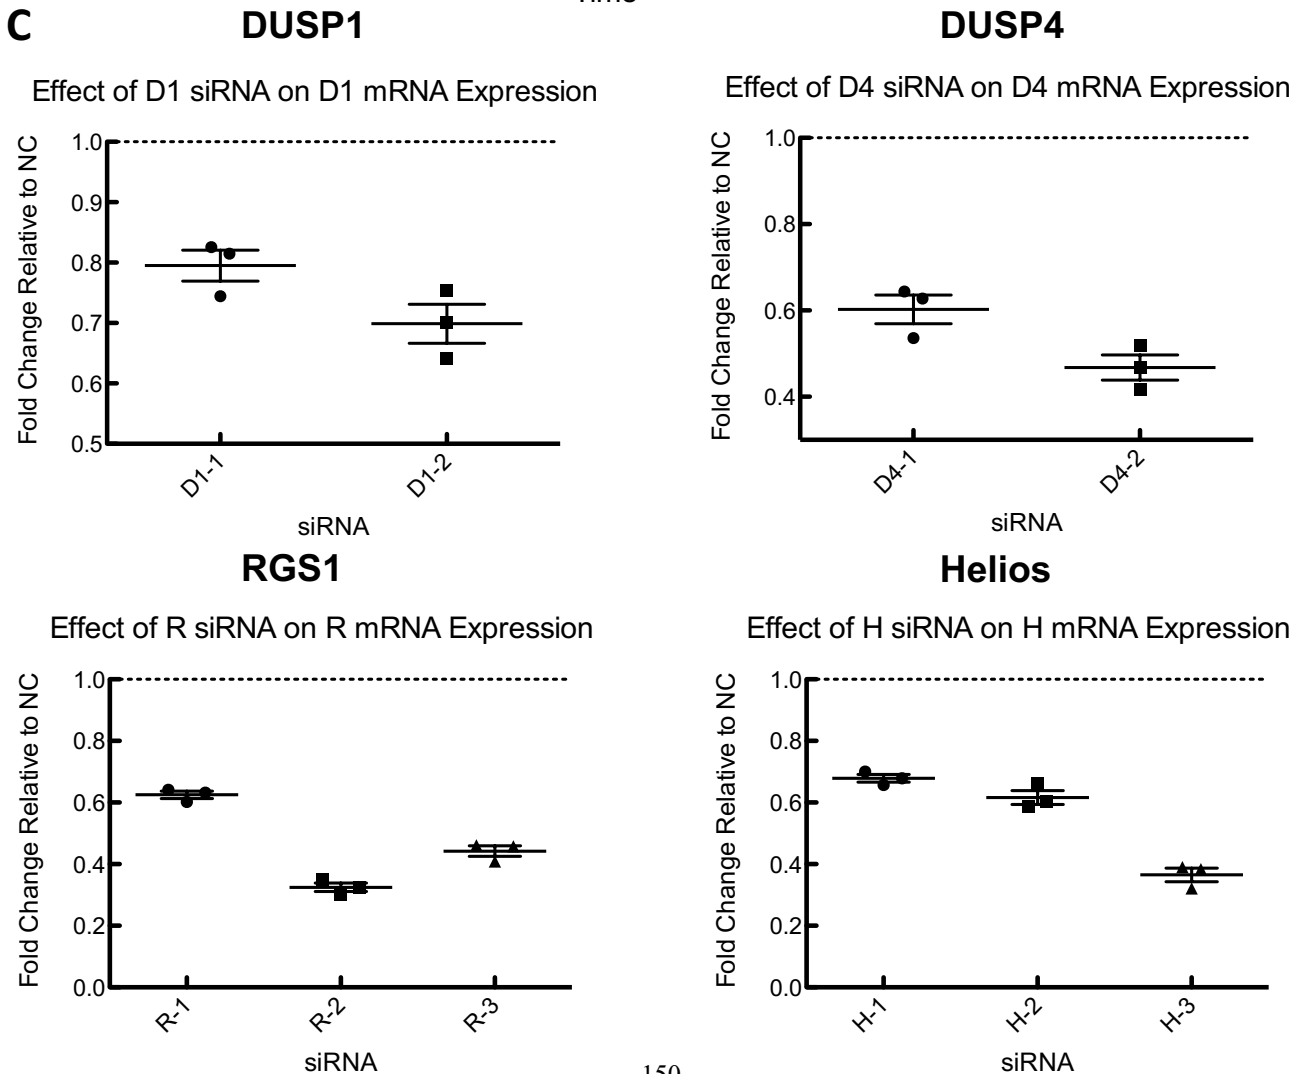 C
DUSP1
Effect of D1 siRNA on D1 mRNA Expression
Fold Change Relative to NC
1.0
0.9
0.8
0.7
0.6
0.5
D1-1
D1-2
siRNA
DUSP4
Effect of D4 siRNA on D4 mRNA Expression
Fold Change Relative to NC
1.0
0.8
0.6
0.4
D4-1
D4-2
siRNA
RGS1
Effect of R siRNA on R mRNA Expression
Fold Change Relative to NC
1.0
0.8
0.6
0.4
0.2
0.0
R-1
R-2
R-3
siRNA
Helios
Effect of H siRNA on H mRNA Expression
Fold Change Relative to NC
1.0
0.8
0.6
0.4
0.2
0.0
H-1
H-2
H-3
siRNA
150